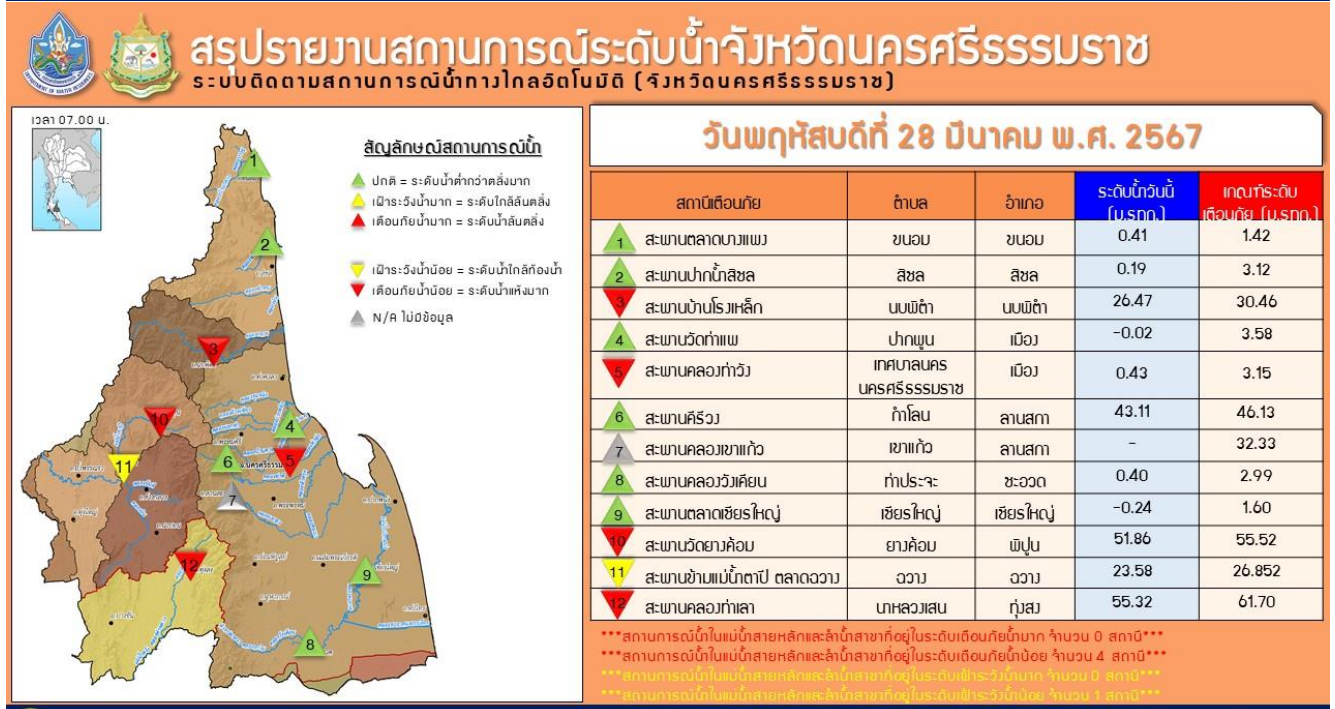 สรุปรายงานสถานการณ์ระดับน้ำจังหวัดนครศรีธรรมราช
ระบบติดตามสถานการณ์น้ำทางไกลอัตโนมัติ (จังหวัดนครศรีธรรมราช)
เวลา 07.00 น.
สัญลักษณ์สถานการณ์น้ำ
ปกติ = ระดับน้ำต่ำกว่าตลิ่งมาก
เฝ้าระวังน้ำมาก = ระดับใกล้ล้นตลิ่ง
เตือนภัยน้ำมาก = ระดับน้ำล้นตลิ่ง
เฝ้าระวังน้ำน้อย = ระดับน้ำใกล้ท้องน้ำ
เตือนภัยน้ำน้อย = ระดับน้ำแห้งมาก
N/A ไม่มีข้อมูล
1
2
3
10
4
11
6
5
7
12
9
8
วันพฤหัสบดีที่ 28 มีนาคม พ.ศ. 2567
สถานีเตือนภัย ตำบล อำเภอ ระดับน้ำวันนี้ (ม.รทก.) เกณฑ์ระดับเตือนภัย (ม.รทก.)
1 สะพานตลาดบางแพง ขนอม ขนอม 0.41 1.42
2 สะพานปากน้ำสิชล สิชล สิชล 0.19 3.12
3 สะพานบ้านโรงเหล็ก นบพิตำ นบพิตำ 26.47 30.46
4 สะพานวัดท่าแพ ปากพูน เมือง -0.02 3.58
5 สะพานคลองท่าวัง เทศบาลนครนครศรีธรรมราช เมือง 0.43 3.15
6 สะพานคีรีวง กำโลน ลานสกา 43.11 46.13
7 สะพานคลองเขาแก้ว เขาแก้ว ลานสกา - 32.33
8 สะพานคลองวังเคียน ท่าประจะ ชะอวด 0.40 2.99
9 สะพานตลาดเชียรใหญ่ เชียรใหญ่ เชียรใหญ่ -0.24 1.60
10 สะพานวัดยางค้อม ยางค้อม พิปูน 51.86 55.52
11 สะพานข้ามแม่น้ำตาปี ตลาดฉวาง ฉวาง ฉวาง 23.58 26.852
12 สะพานคลองท่าเลา นาหลวงเสน ทุ่งสง 55.32 61.70
***สถานการณ์น้ำในแม่น้ำสายหลักและลำน้ำสาขาที่อยู่ในระดับเตือนภัยน้ำมาก จำนวน 0 สถานี***
***สถานการณ์น้ำในแม่น้ำสายหลักและลำน้ำสาขาที่อยู่ในระดับเตือนภัยน้ำน้อย จำนวน 4 สถานี***
***สถานการณ์น้ำในแม่น้ำสายหลักและลำน้ำสาขาที่อยู่ในระดับเฝ้าระวังน้ำมาก จำนวน 0 สถานี***
***สถานการณ์น้ำในแม่น้ำสายหลักและลำน้ำสาขาที่อยู่ในระดับเฝ้าระวังน้ำน้อย จำนวน 1 สถานี***